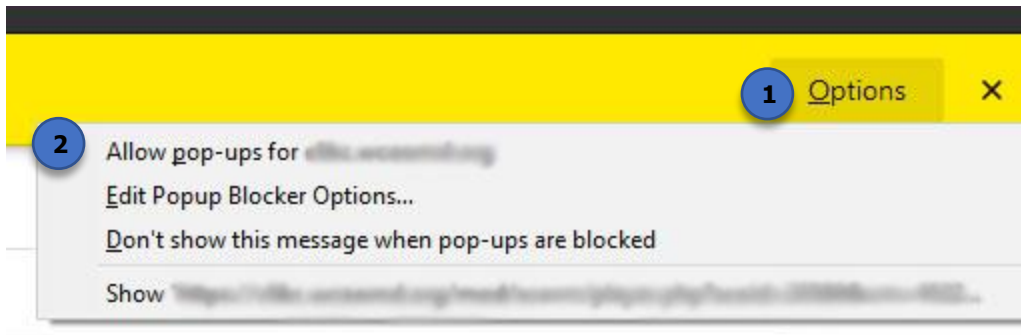 1 Options ×
2 Allow pop-ups for
Edit Popup Blocker Options...
Don't show this message when pop-ups are blocked
Show